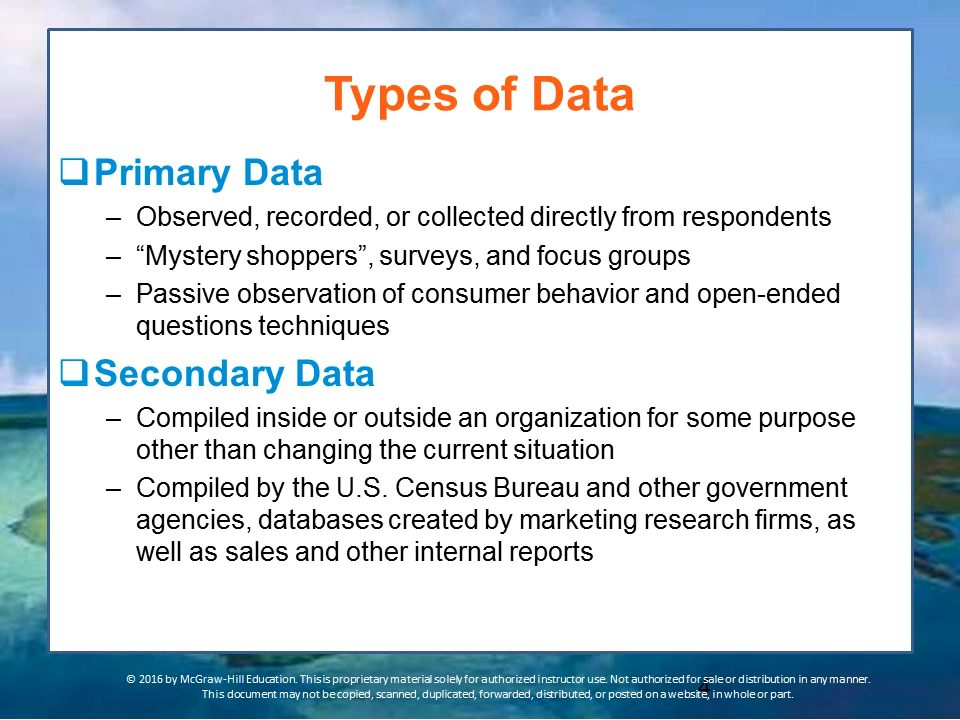 Types of Data
Primary Data
– Observed, recorded, or collected directly from respondents
– “Mystery shoppers”, surveys, and focus groups
– Passive observation of consumer behavior and open-ended
questions techniques
Secondary Data
– Compiled inside or outside an organization for some purpose
other than changing the current situation
– Compiled by the U.S. Census Bureau and other government
agencies, databases created by marketing research firms, as
well as sales and other internal reports
© 2016 by McGraw-Hill Education. This is proprietary material solely for authorized instructor use. Not authorized for sale or distribution in any manner.
This document may not be copied, scanned, duplicated, forwarded, distributed, or posted on a website, in whole or part.
4